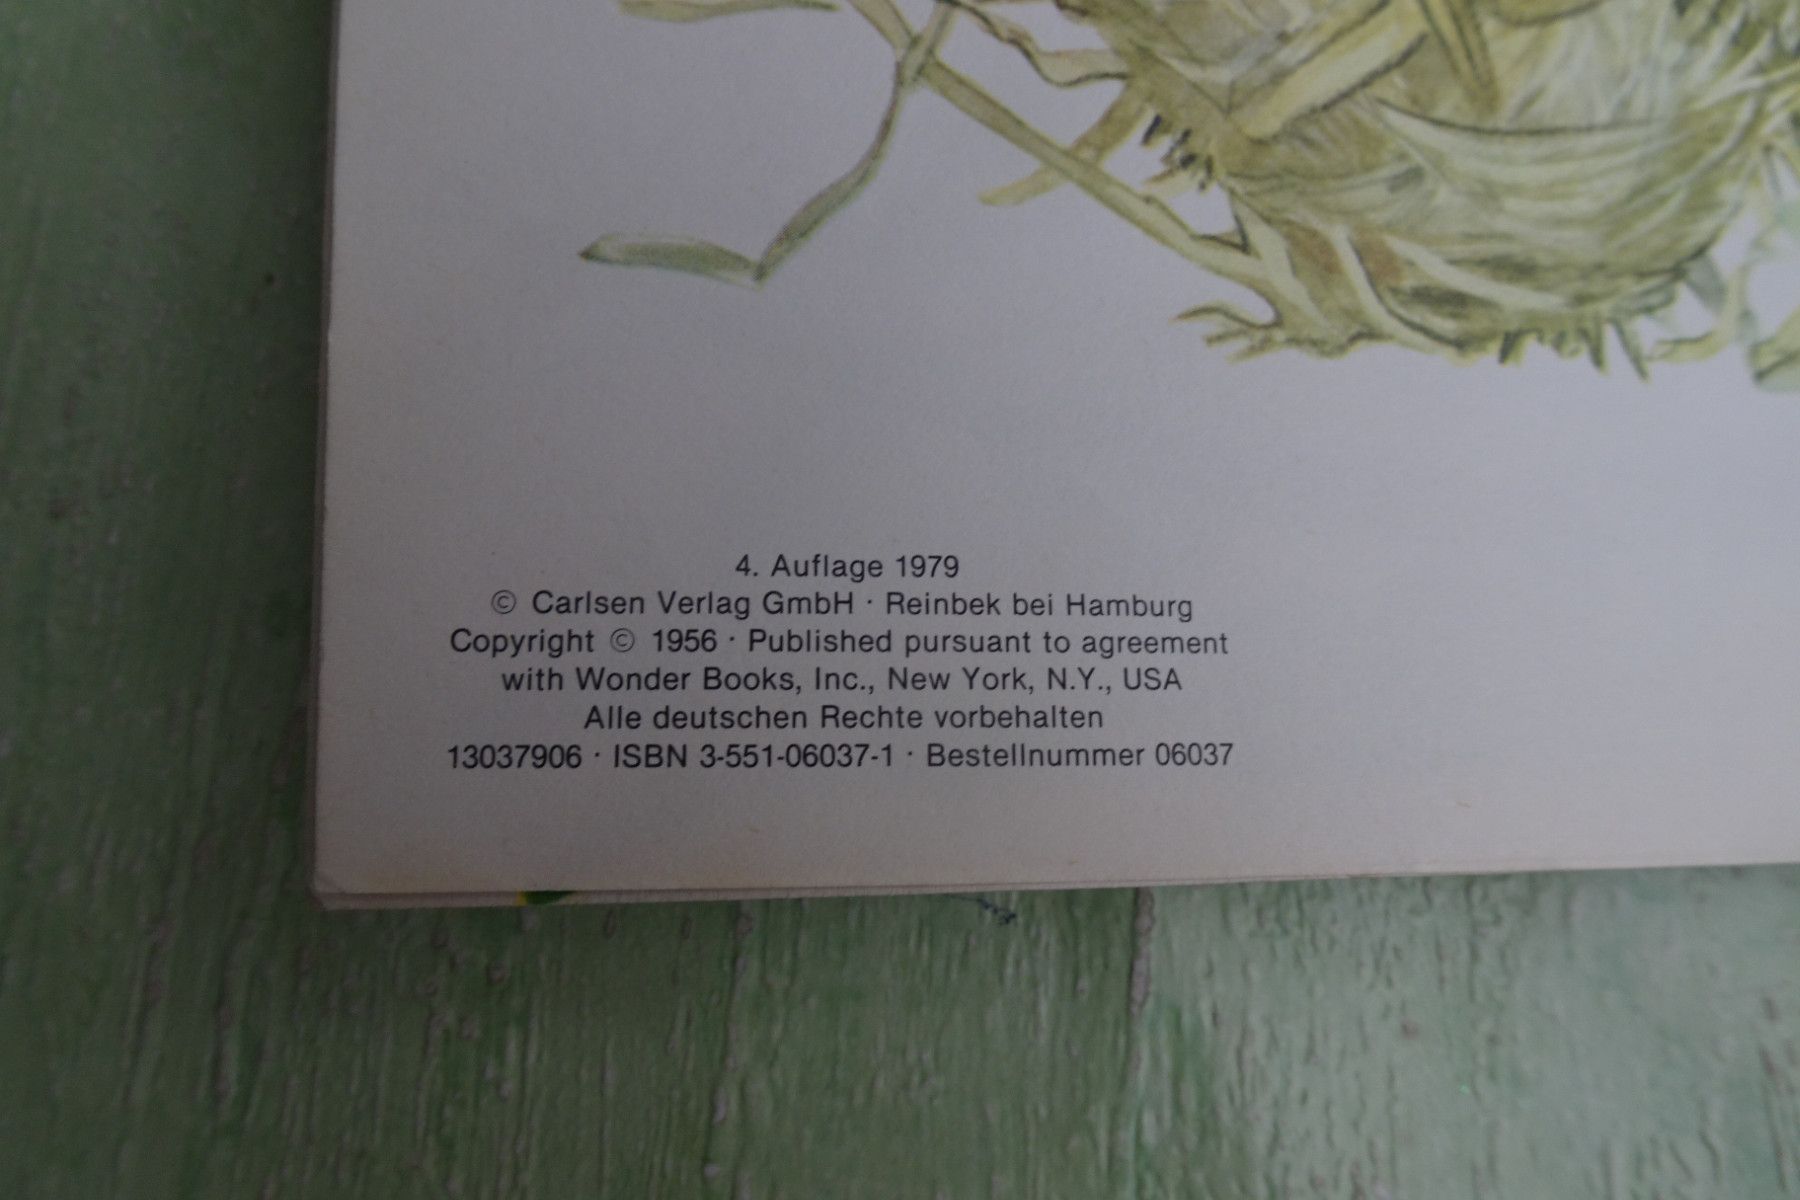 4. Auflage 1979
© Carlsen Verlag GmbH · Reinbek bei Hamburg
Copyright © 1956 · Published pursuant to agreement
with Wonder Books, Inc., New York, N.Y., USA
Alle deutschen Rechte vorbehalten
13037906 · ISBN 3-551-06037-1 · Bestellnummer 06037